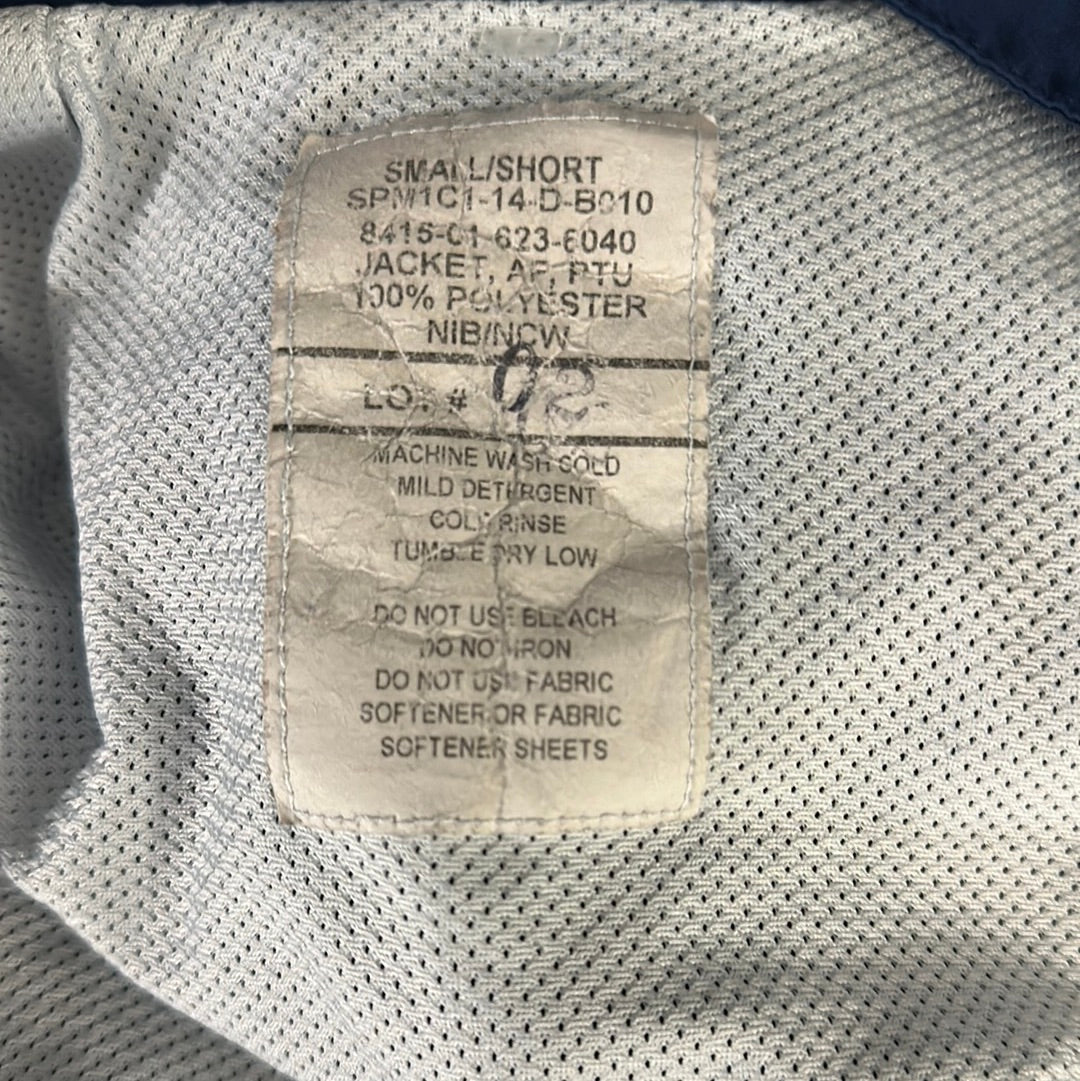 SMALL/SHORT
SPM1C1-14-D-B010
8415-01-623-6040
JACKET, AF, PTU
100% POLYESTER
NIB/NCW
LOT # 02
MACHINE WASH COLD
MILD DETERGENT
COLD RINSE
TUMBLE DRY LOW
DO NOT USE BLEACH
DO NOT IRON
DO NOT USE FABRIC
SOFTENER OR FABRIC
SOFTENER SHEETS